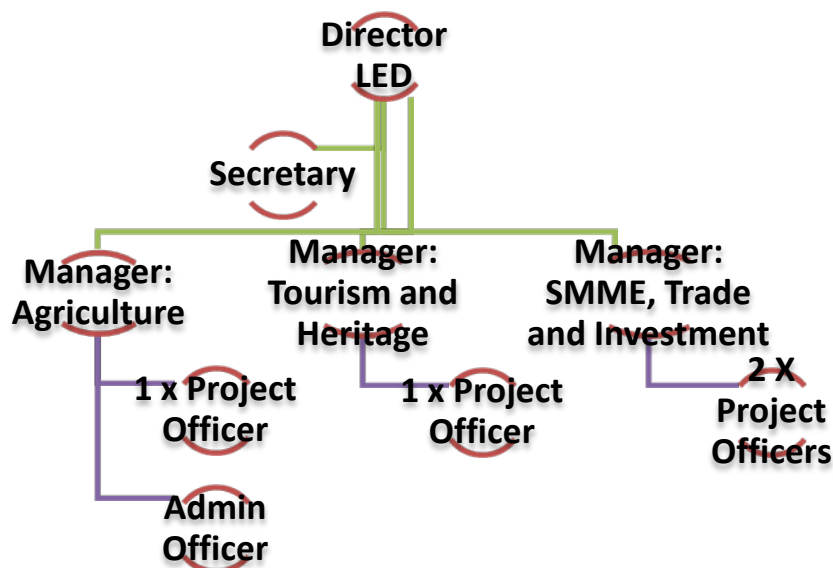 Director
LED
Secretary
Manager:
Agriculture
Manager:
Tourism and
Heritage
Manager:
SMME, Trade
and Investment
1 x Project
Officer
Admin
Officer
1 x Project
Officer
2 X
Project
Officers